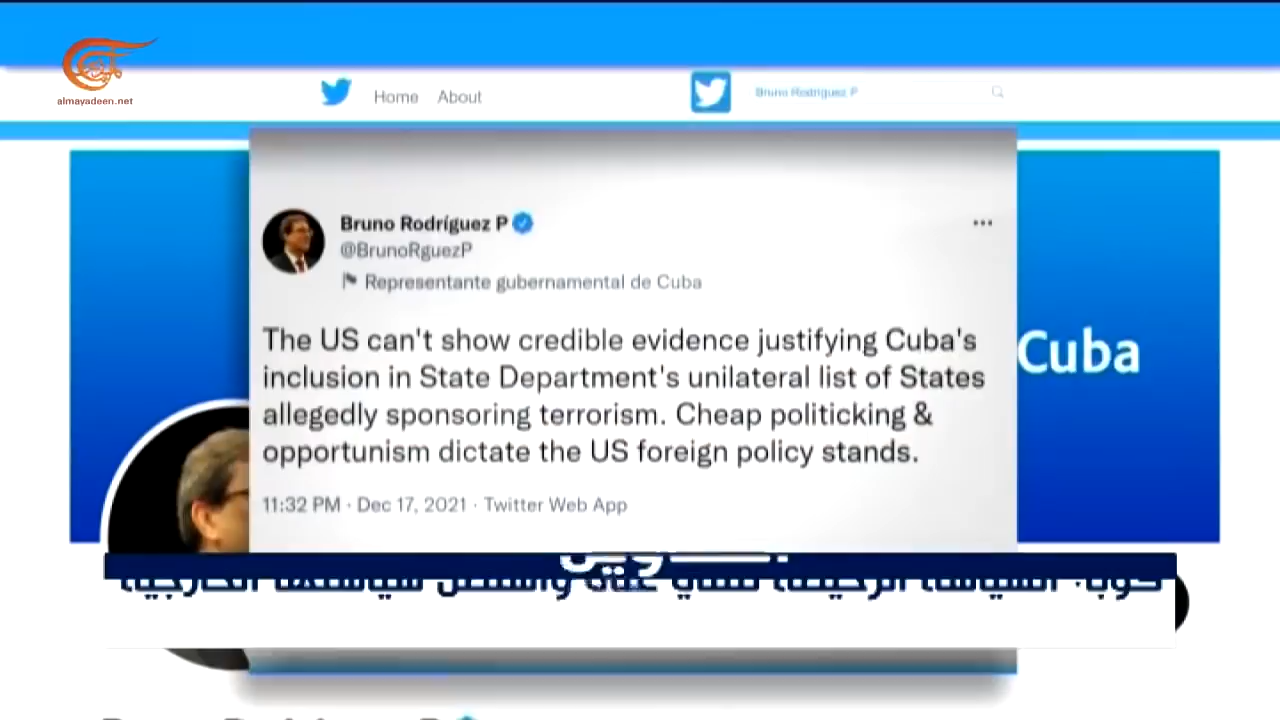 almayadeen.net
Home About
Bruno Rodríguez P
Bruno Rodríguez P
@BrunoRguezP
Representante gubernamental de Cuba
The US can't show credible evidence justifying Cuba's
inclusion in State Department's unilateral list of States
allegedly sponsoring terrorism. Cheap politicking &
opportunism dictate the US foreign policy stands.
11:32 PM · Dec 17, 2021 · Twitter Web App
Cuba